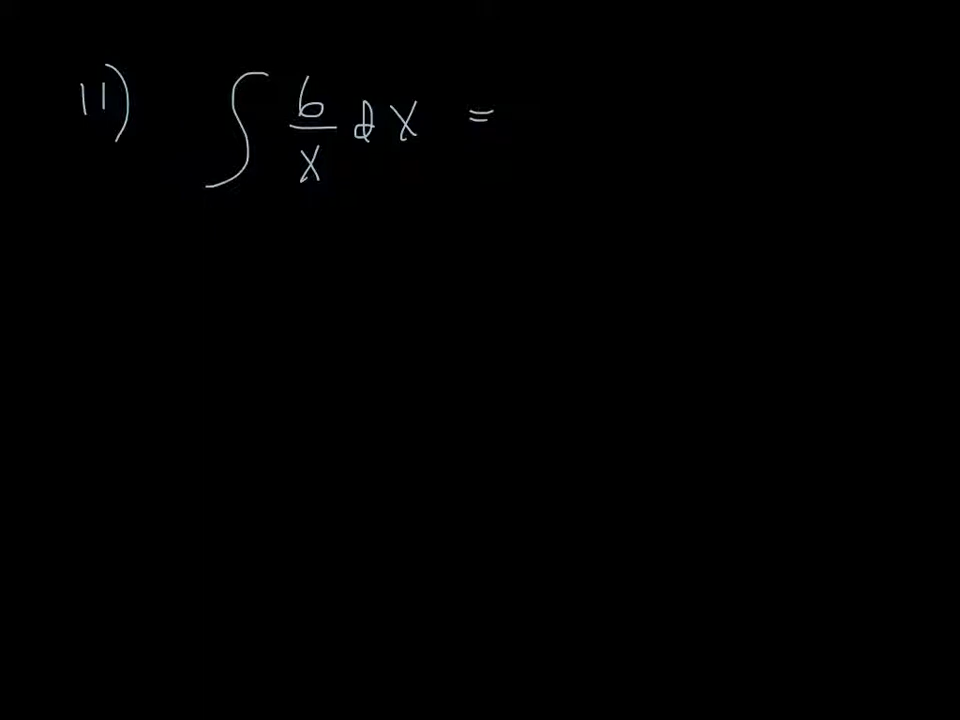 11) ∫ 6/x dx =